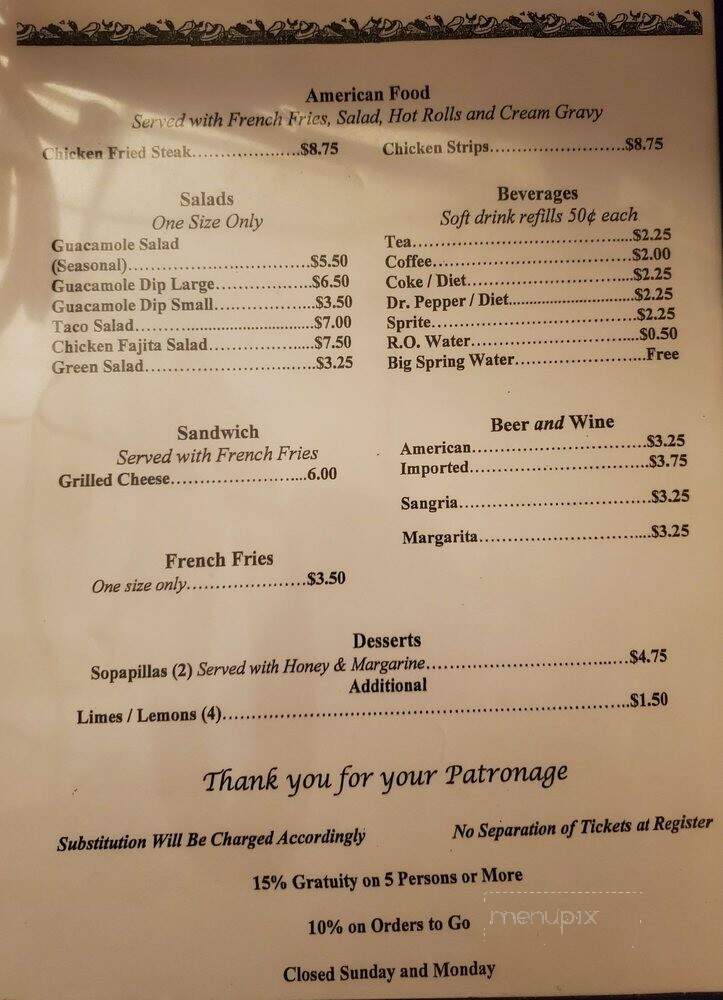 American Food
Served with French Fries, Salad, Hot Rolls and Cream Gravy
Chicken Fried Steak....................$8.75
Chicken Strips.........................$8.75
Salads
One Size Only
Guacamole Salad
(Seasonal)................................$5.50
Guacamole Dip Large.................$6.50
Guacamole Dip Small..................$3.50
Taco Salad................................$7.00
Chicken Fajita Salad...................$7.50
Green Salad..............................$3.25
Beverages
Soft drink refills 50¢ each
Tea.......................................$2.25
Coffee....................................$2.00
Coke / Diet..............................$2.25
Dr. Pepper / Diet........................$2.25
Sprite....................................$2.25
R.O. Water..............................$0.50
Big Spring Water.......................Free
Sandwich
Served with French Fries
Grilled Cheese........................6.00
Beer and Wine
American...............................$3.25
Imported................................$3.75
Sangria..................................$3.25
Margarita...............................$3.25
French Fries
One size only.....................$3.50
Desserts
Sopapillas (2) Served with Honey & Margarine....................................$4.75
Additional
Limes / Lemons (4)......................................................................$1.50
Thank you for your Patronage
Substitution Will Be Charged Accordingly
No Separation of Tickets at Register
15% Gratuity on 5 Persons or More
10% on Orders to Go
menupix
Closed Sunday and Monday